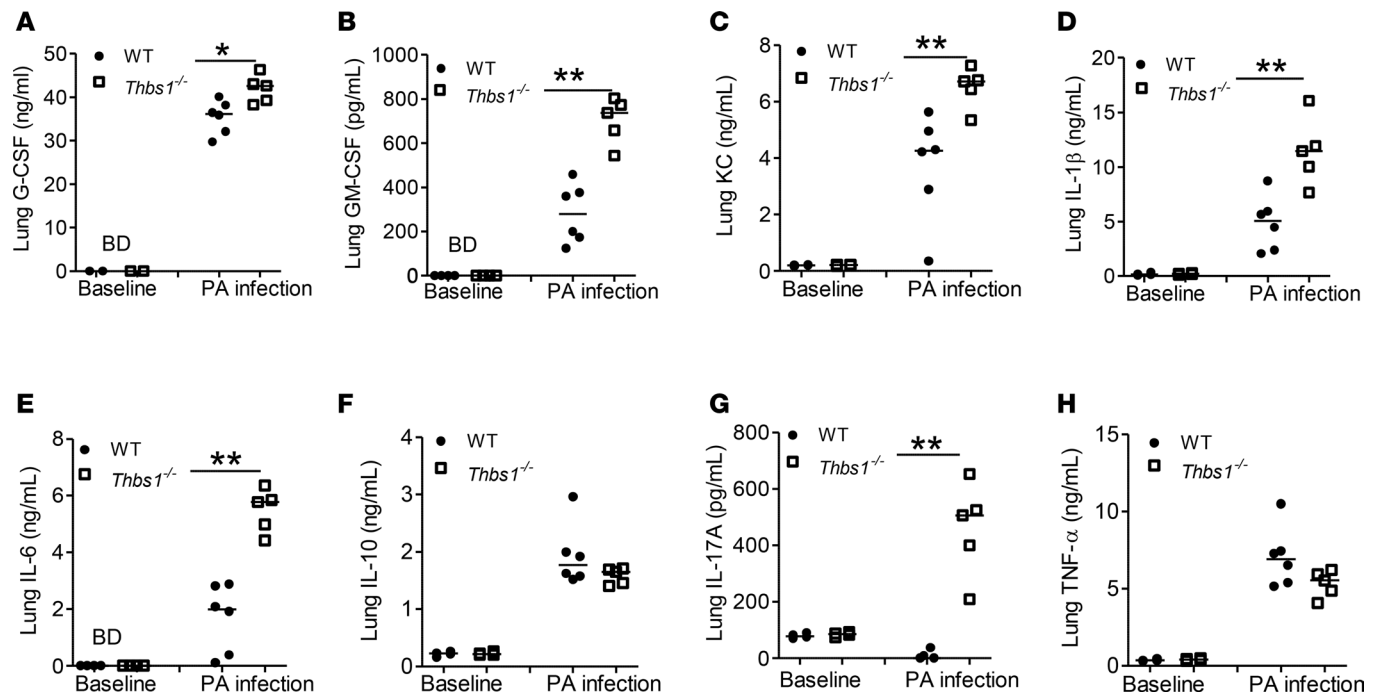 A
Lung G-CSF (ng/ml)
50
40
30
20
10
0
WT
Thbs1-/-
*
BD
Baseline
PA infection
B
Lung GM-CSF (pg/mL)
1000
800
600
400
200
0
WT
Thbs1-/-
**
BD
Baseline
PA infection
C
Lung KC (ng/mL)
8
6
4
2
0
WT
Thbs1-/-
**
Baseline
PA infection
D
Lung IL-1β (ng/mL)
20
15
10
5
0
WT
Thbs1-/-
**
Baseline
PA infection
E
Lung IL-6 (ng/mL)
8
6
4
2
0
WT
Thbs1-/-
**
BD
Baseline
PA infection
F
Lung IL-10 (ng/mL)
4
3
2
1
0
WT
Thbs1-/-
Baseline
PA infection
G
Lung IL-17A (pg/mL)
800
600
400
200
0
WT
Thbs1-/-
**
Baseline
PA infection
H
Lung TNF-α (ng/mL)
15
10
5
0
WT
Thbs1-/-
Baseline
PA infection